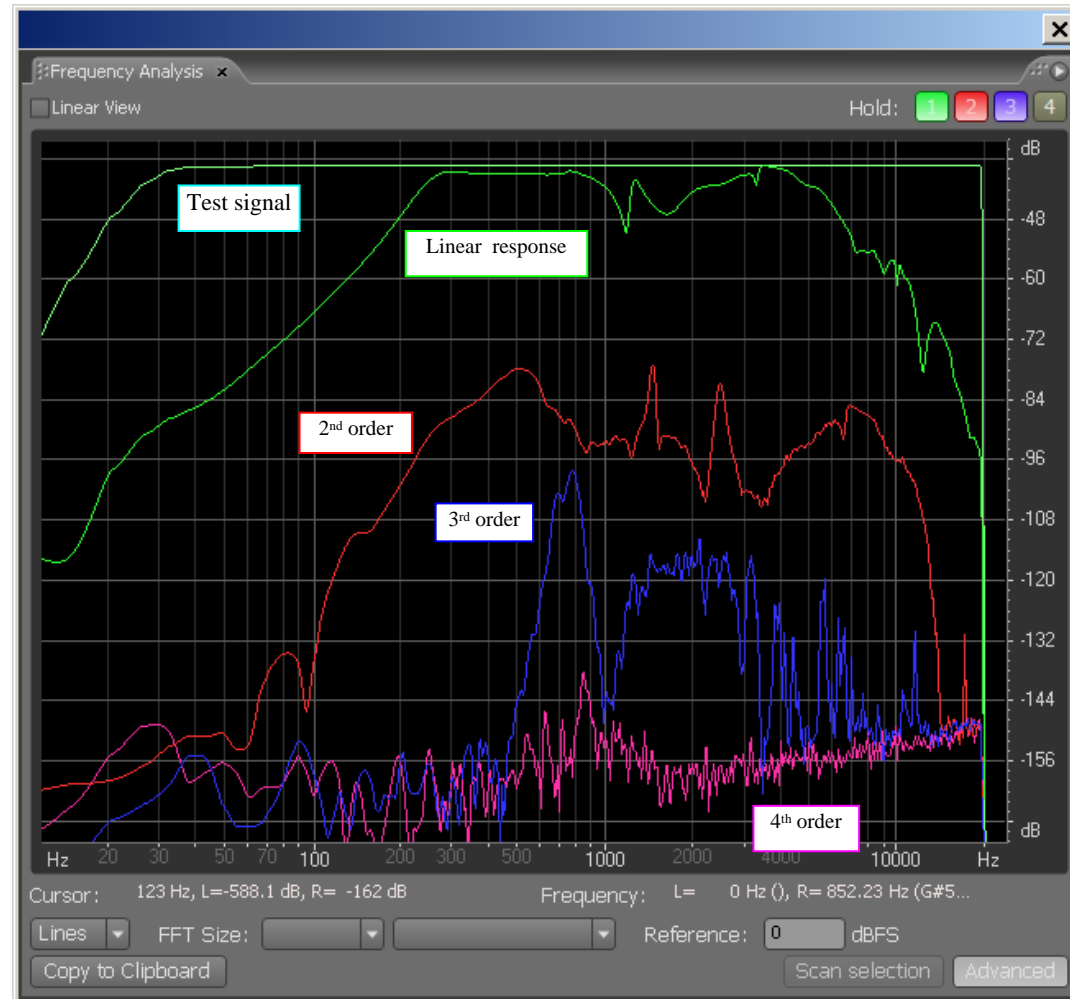 Frequency Analysis ×
Linear View
Hold: 1 2 3 4
dB
Test signal
-48
Linear response
-60
-72
-84
2nd order
-96
3rd order
-108
-120
-132
-144
-156
4th order
dB
Hz 20 30 50 70 100 200 300 500 1000 2000 4000 10000 Hz
Cursor: 123 Hz, L=-588.1 dB, R= -162 dB Frequency: L= 0 Hz (), R= 852.23 Hz (G#5...
Lines FFT Size: Reference: 0 dBFS
Copy to Clipboard Scan selection Advanced